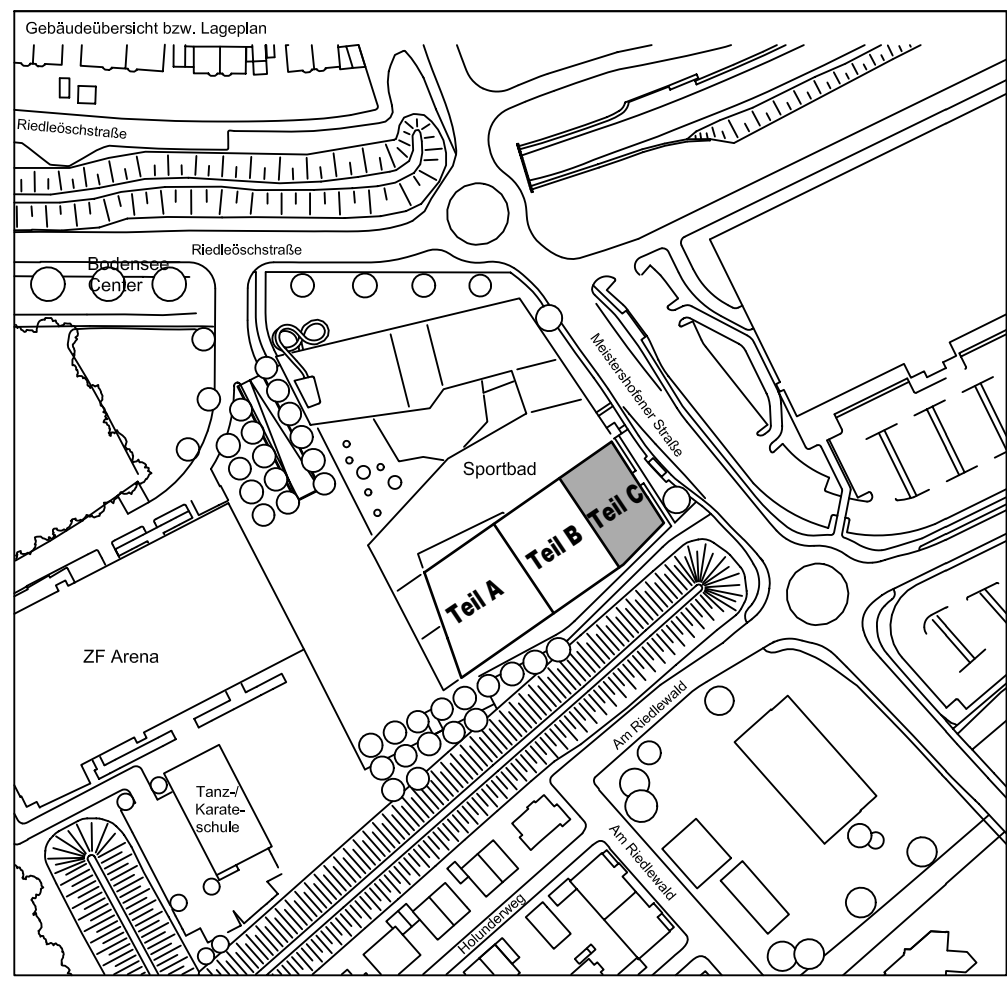 Gebäudeübersicht bzw. Lageplan
Riedleöschstraße
Riedleöschstraße
Bodensee
Center
Meistershofener Straße
Sportbad
Teil C
Teil B
Teil A
ZF Arena
Am Riedlewald
Tanz-/
Karate-
schule
Am Riedlewald
Holunderweg